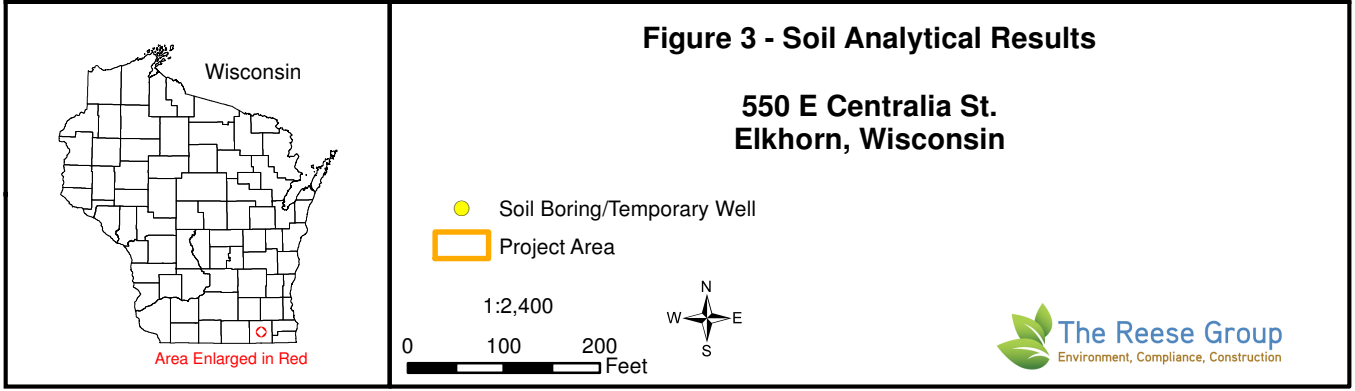 Wisconsin
Area Enlarged in Red
Figure 3 - Soil Analytical Results
550 E Centralia St.
Elkhorn, Wisconsin
Soil Boring/Temporary Well
Project Area
1:2,400
0 100 200
Feet
N
W E
S
The Reese Group
Environment, Compliance, Construction